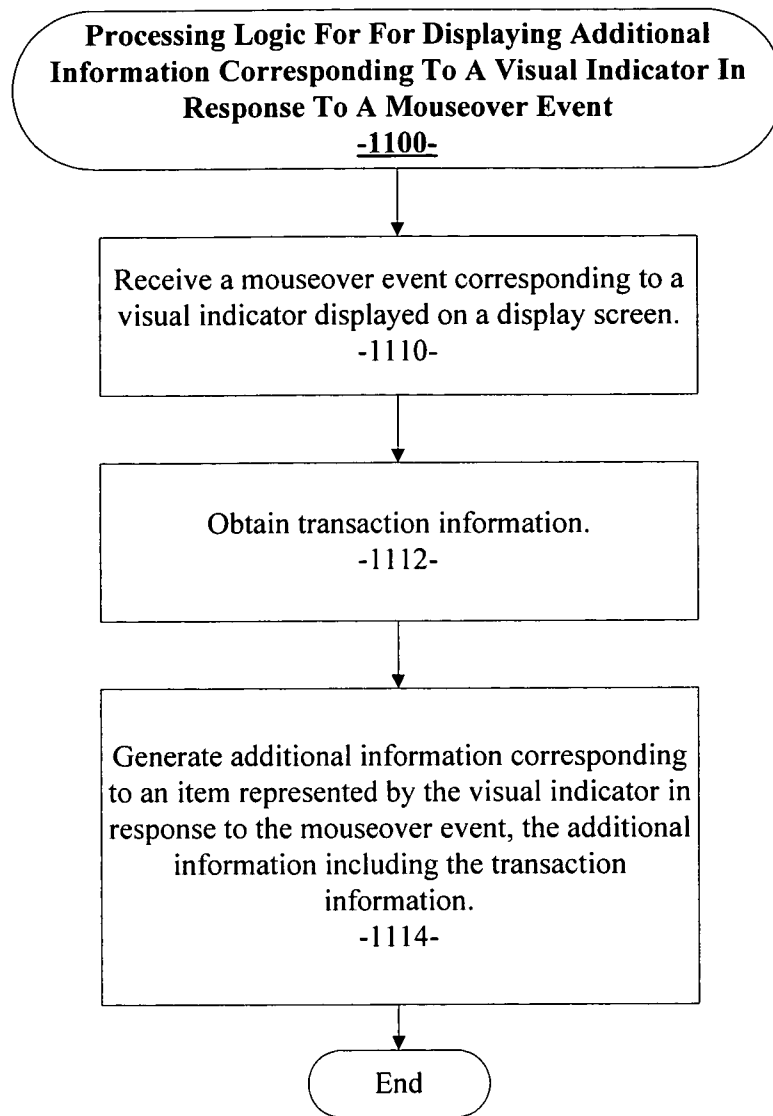 Processing Logic For For Displaying Additional
Information Corresponding To A Visual Indicator In
Response To A Mouseover Event
-1100-
Receive a mouseover event corresponding to a
visual indicator displayed on a display screen.
-1110-
Obtain transaction information.
-1112-
Generate additional information corresponding
to an item represented by the visual indicator in
response to the mouseover event, the additional
information including the transaction
information.
-1114-
End